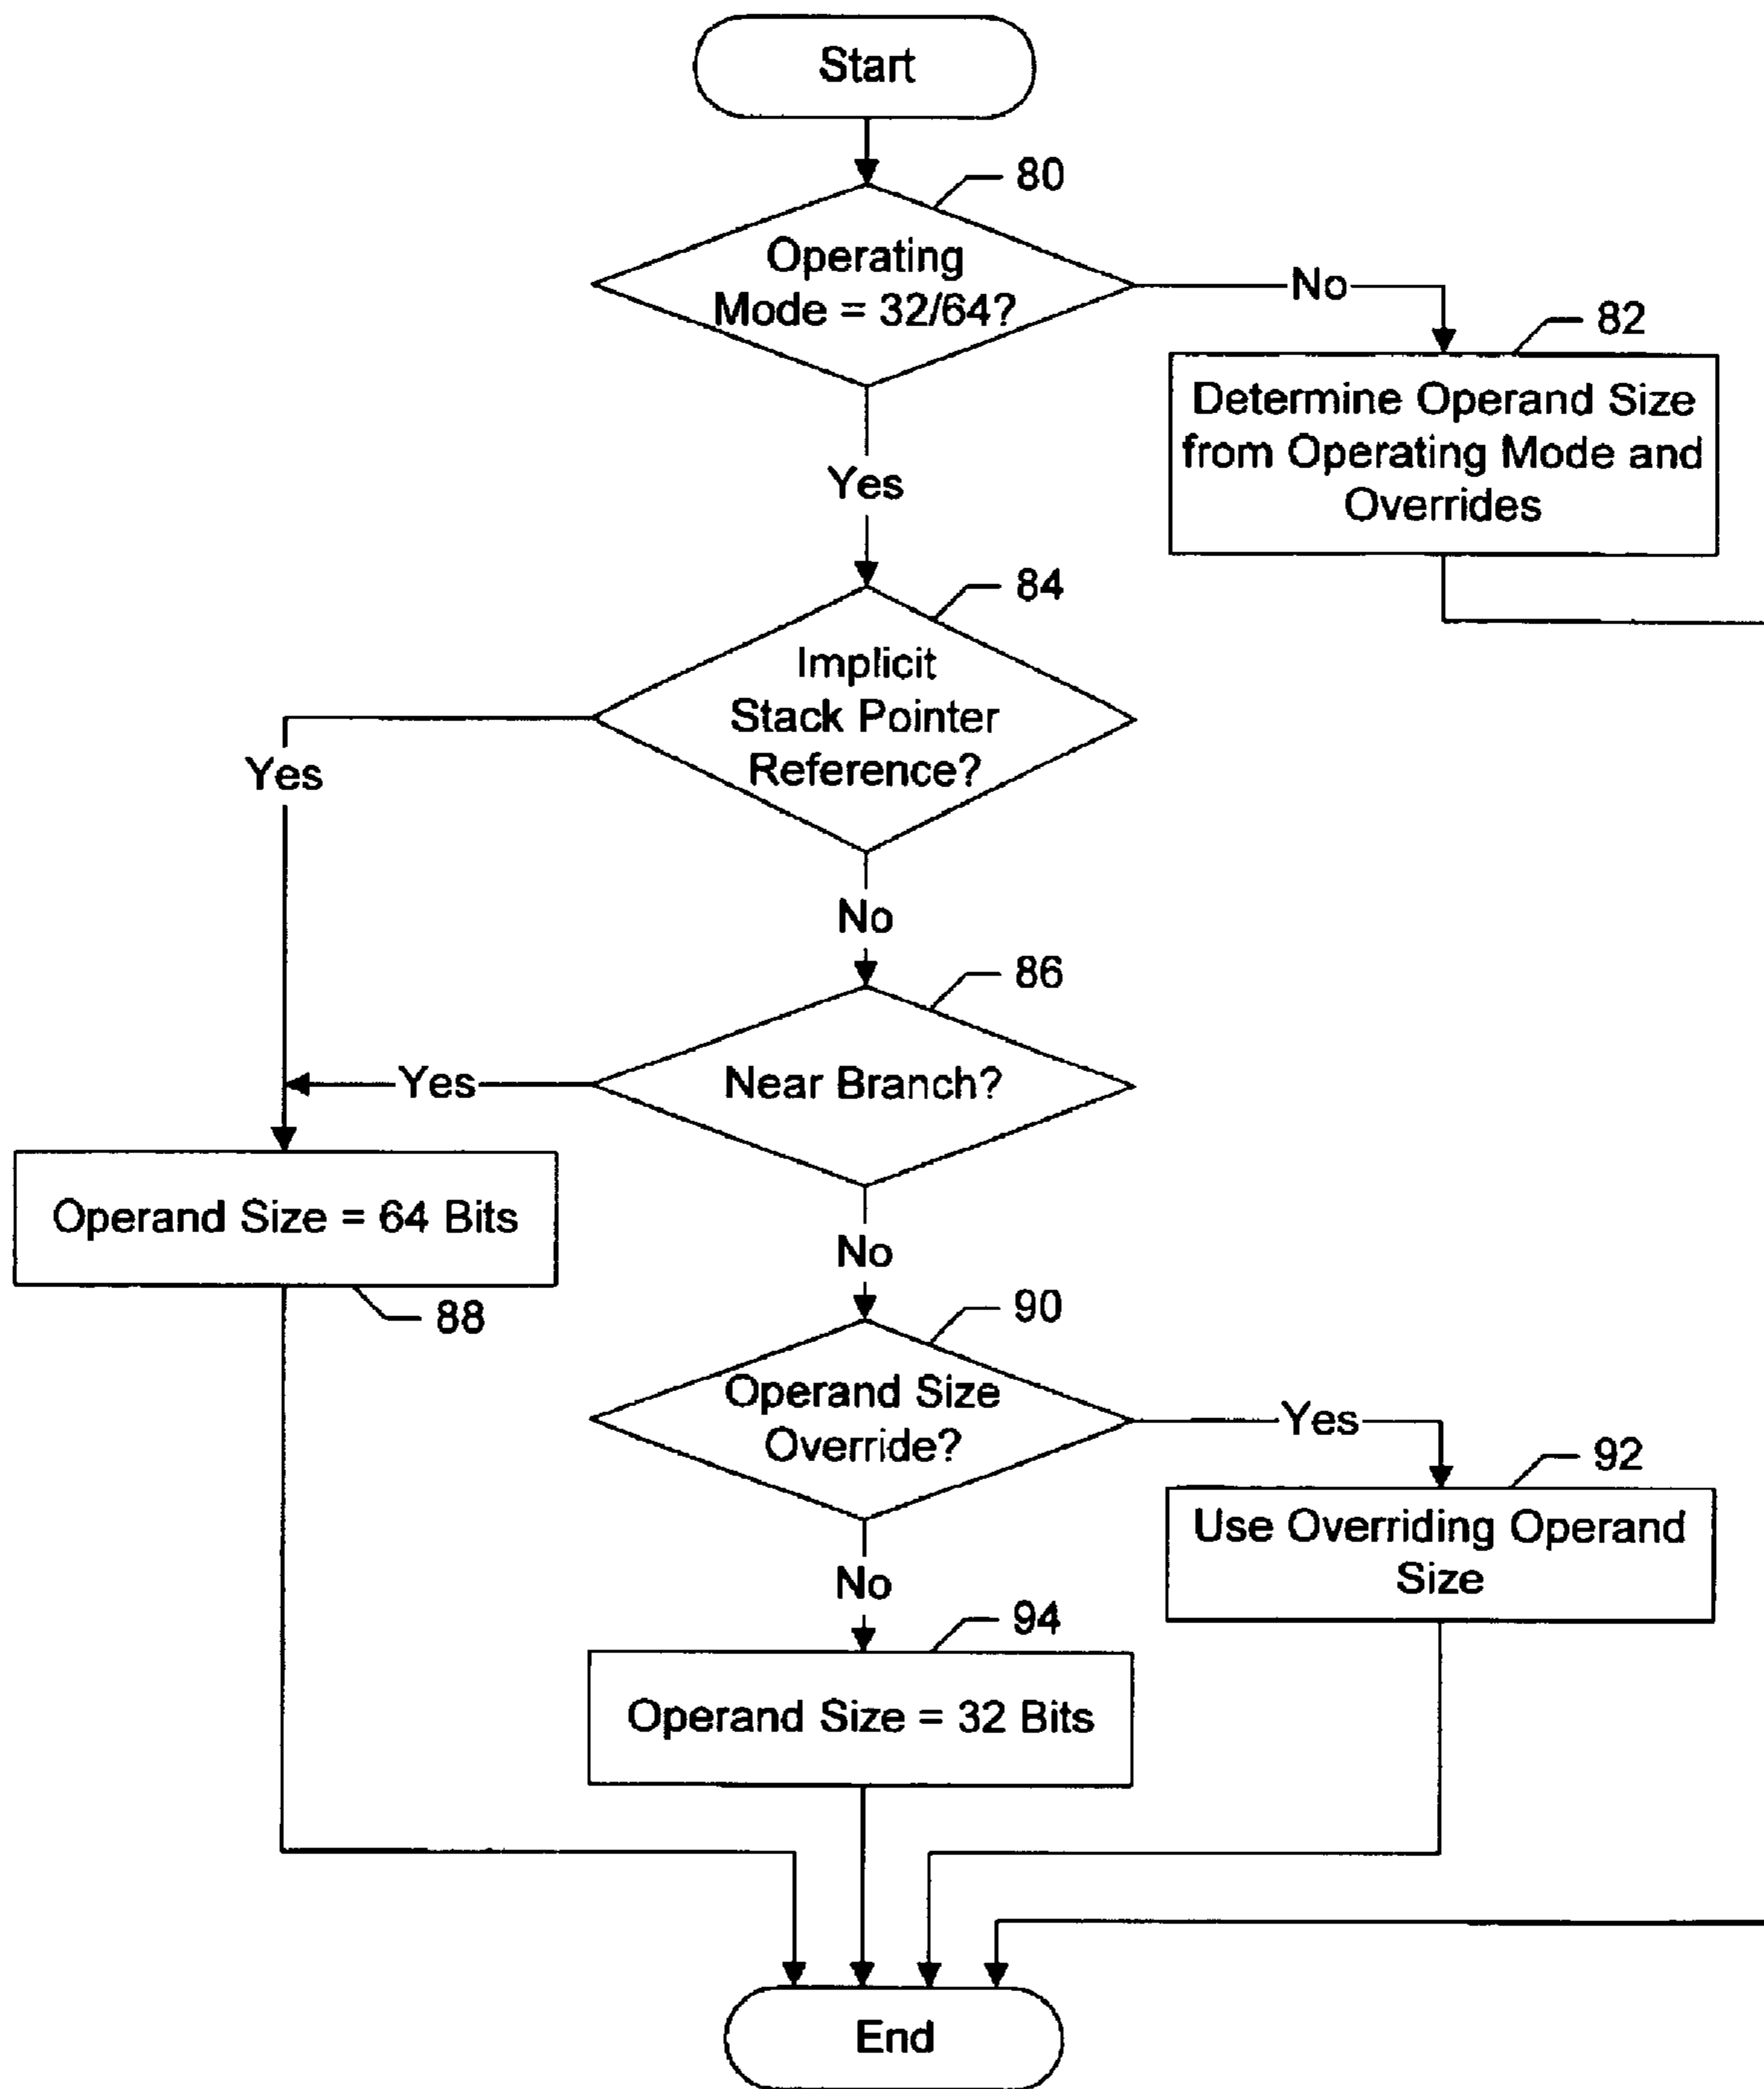 Start
80
Operating
Mode = 32/64?
No
82
Determine Operand Size
from Operating Mode and
Overrides
Yes
84
Implicit
Stack Pointer
Reference?
Yes
No
86
Near Branch?
Yes
Operand Size = 64 Bits
88
No
90
Operand Size
Override?
Yes
92
Use Overriding Operand
Size
No
94
Operand Size = 32 Bits
End